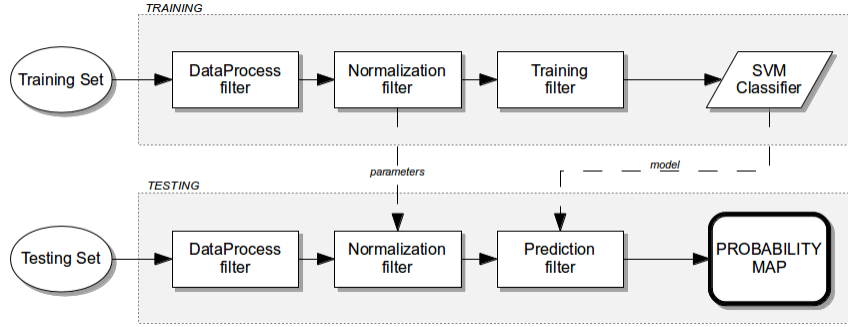 TRAINING
Training Set
DataProcess
filter
Normalization
filter
Training
filter
SVM
Classifier
parameters
model
TESTING
Testing Set
DataProcess
filter
Normalization
filter
Prediction
filter
PROBABILITY
MAP